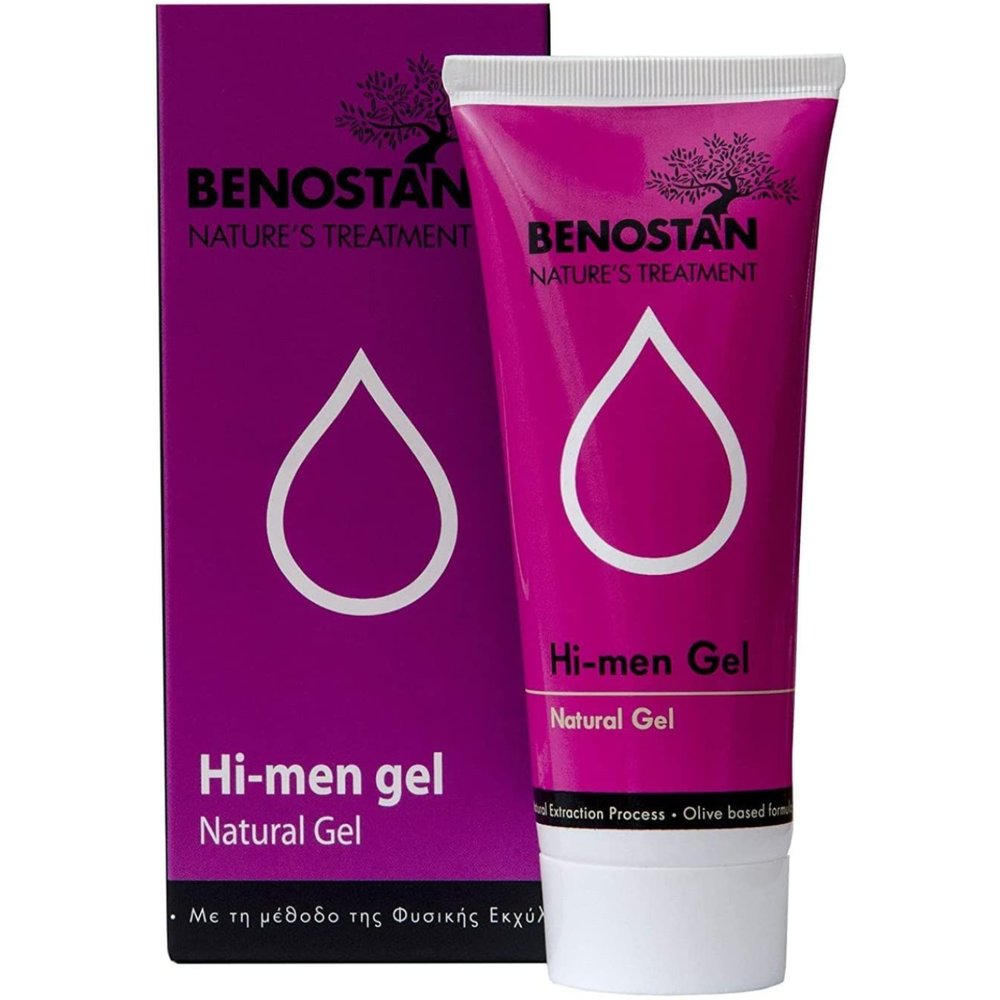 BENOSTAN
NATURE'S TREATMENT
Hi-men gel
Natural Gel
• Με τη μέθοδο της Φυσικής
BENOSTAN
NATURE'S TREATMENT
Hi-men Gel
Natural Gel
Extraction Process • Olive based